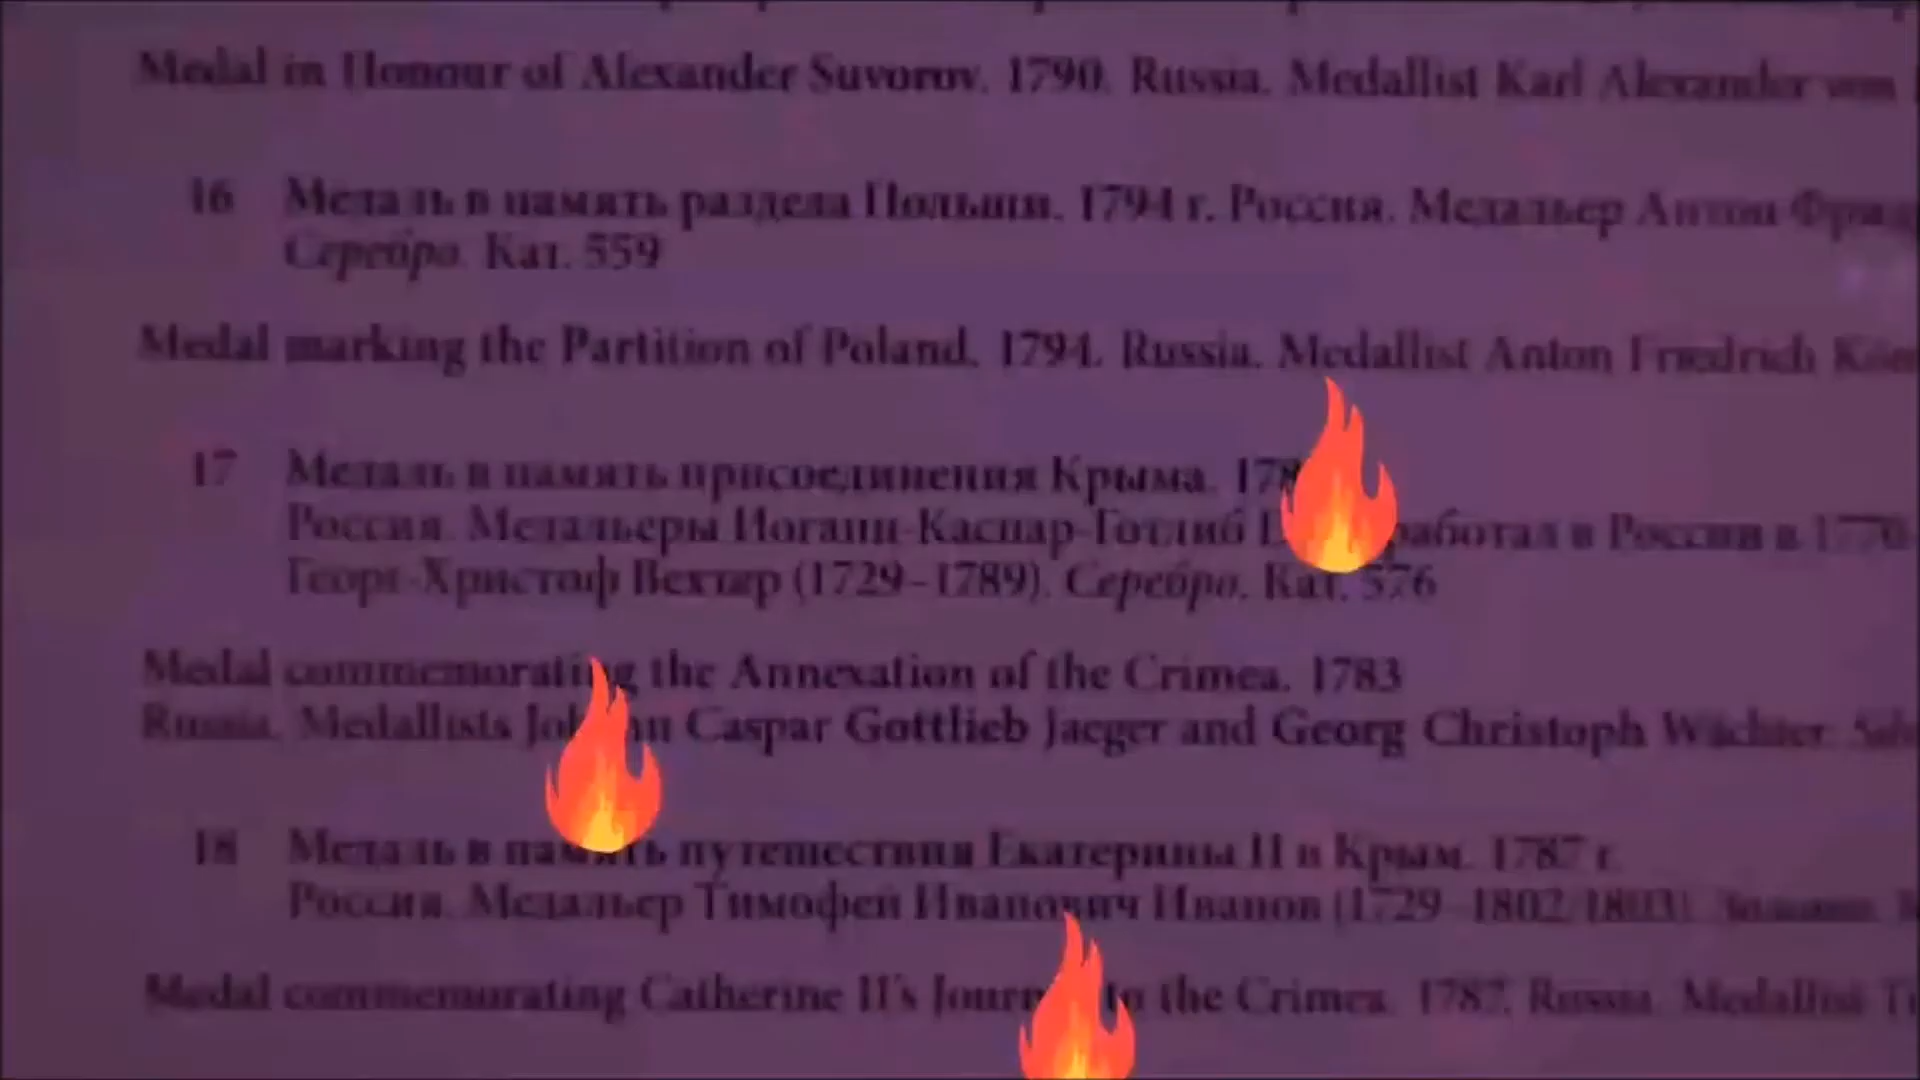 Medal in Honour of Alexander Suvorov. 1790. Russia. Medallist Karl Alexander von
16 Медаль в память раздела Польши. 1794 г. Россия. Медальер Антон
Серебро. Кат. 559
Medal marking the Partition of Poland. 1794. Russia. Medallist Anton Friedrich
17 Медаль в память присоединения Крыма.
Россия. Медальеры Иоганн-Каспар-Готлиб работал в России в 1770-
Георг-Христоф Вехтер (1729–1789). Серебро. Кат. 576
Medal commemorating the Annexation of the Crimea. 1783
Russia. Medallists Johann Caspar Gottlieb Jaeger and Georg Christoph Wächter.
18 Медаль в память путешествия Екатерины II в Крым. 1787 г.
Россия. Медальер Тимофей Иванович Иванов (1729–1802/1803).
Medal commemorating Catherine II's Journey to the Crimea. 1787. Russia. Medallist